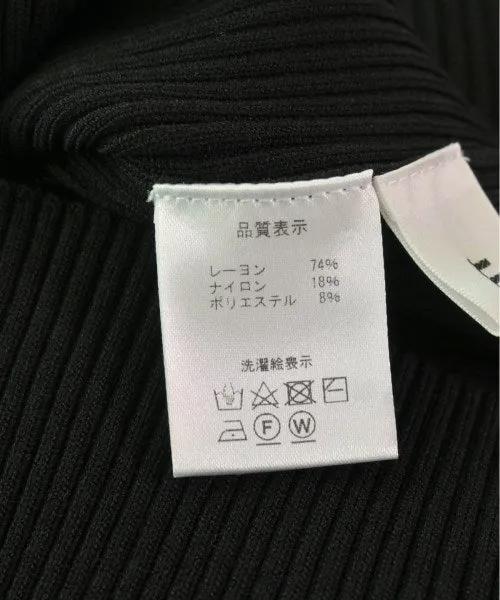 品質表示
レーヨン 74%
ナイロン 18%
ポリエステル 8%
洗濯絵表示
F W